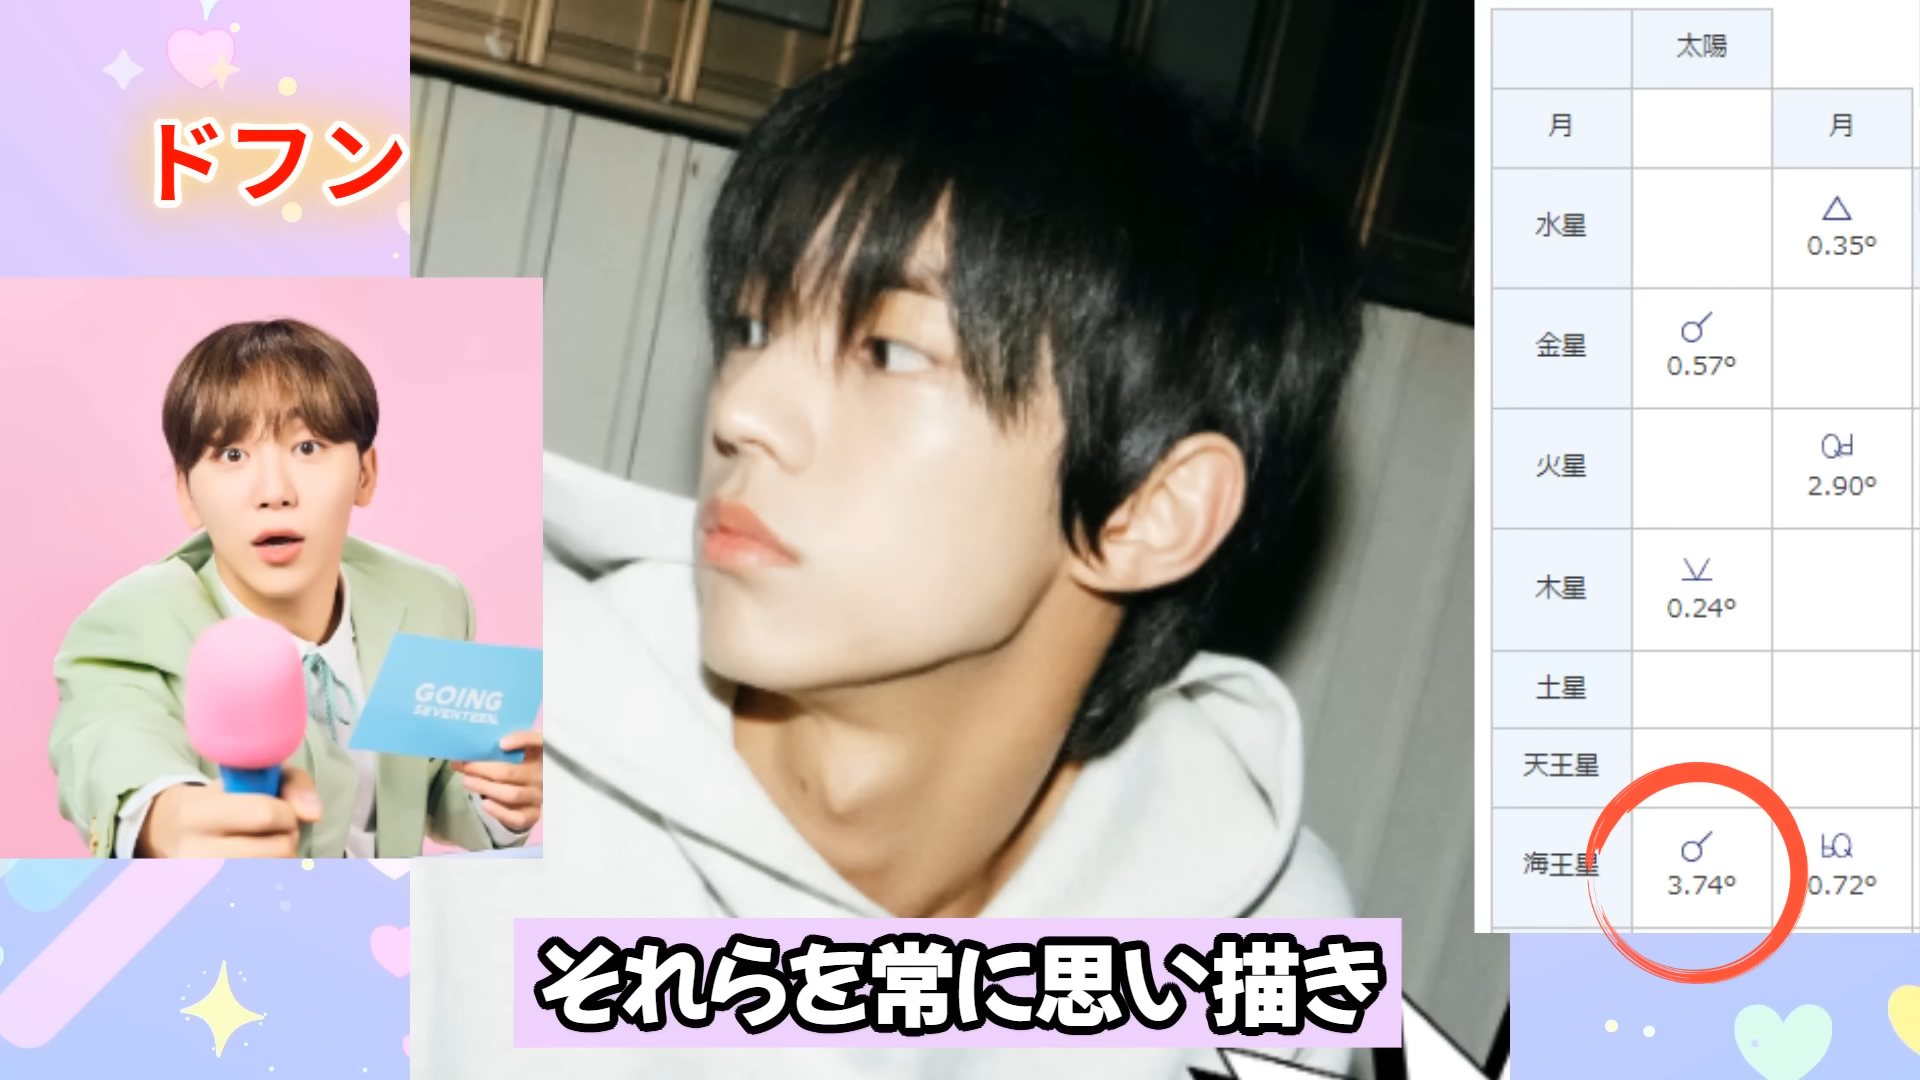 ドフン
GOING
SEVENTEEN.
太陽
月 月
水星 △ 0.35°
金星 ☌ 0.57°
火星 Qd 2.90°
木星 ⚺ 0.24°
土星
天王星
海王星 ☌ 3.74° bQ 0.72°
それらを常に思い描き